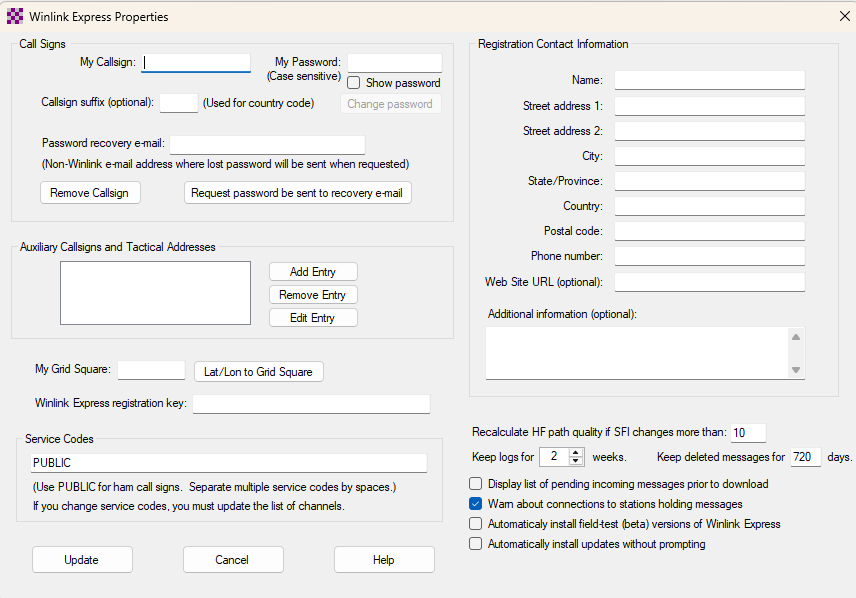 Winlink Express Properties
Call Signs
My Callsign:
My Password:
(Case sensitive)
Show password
Callsign suffix (optional):
(Used for country code)
Change password
Password recovery e-mail:
(Non-Winlink e-mail address where lost password will be sent when requested)
Remove Callsign
Request password be sent to recovery e-mail
Auxiliary Callsigns and Tactical Addresses
Add Entry
Remove Entry
Edit Entry
My Grid Square:
Lat/Lon to Grid Square
Winlink Express registration key:
Service Codes
PUBLIC
(Use PUBLIC for ham call signs. Separate multiple service codes by spaces.)
If you change service codes, you must update the list of channels.
Update
Cancel
Help
Registration Contact Information
Name:
Street address 1:
Street address 2:
City:
State/Province:
Country:
Postal code:
Phone number:
Web Site URL (optional):
Additional information (optional):
Recalculate HF path quality if SFI changes more than: 10
Keep logs for 2 weeks. Keep deleted messages for 720 days.
Display list of pending incoming messages prior to download
Warn about connections to stations holding messages
Automaticaly install field-test (beta) versions of Winlink Express
Automatically install updates without prompting